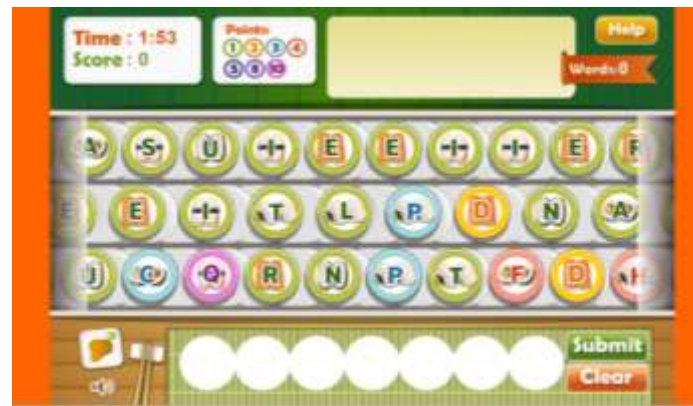 Time : 1:53
Score : 0
Points
1 2 3 4
5 8 10
Help
Words: 0
A S U I E E I I E R
E E I T L P D N A
U C Q R N P T F D H
Submit
Clear